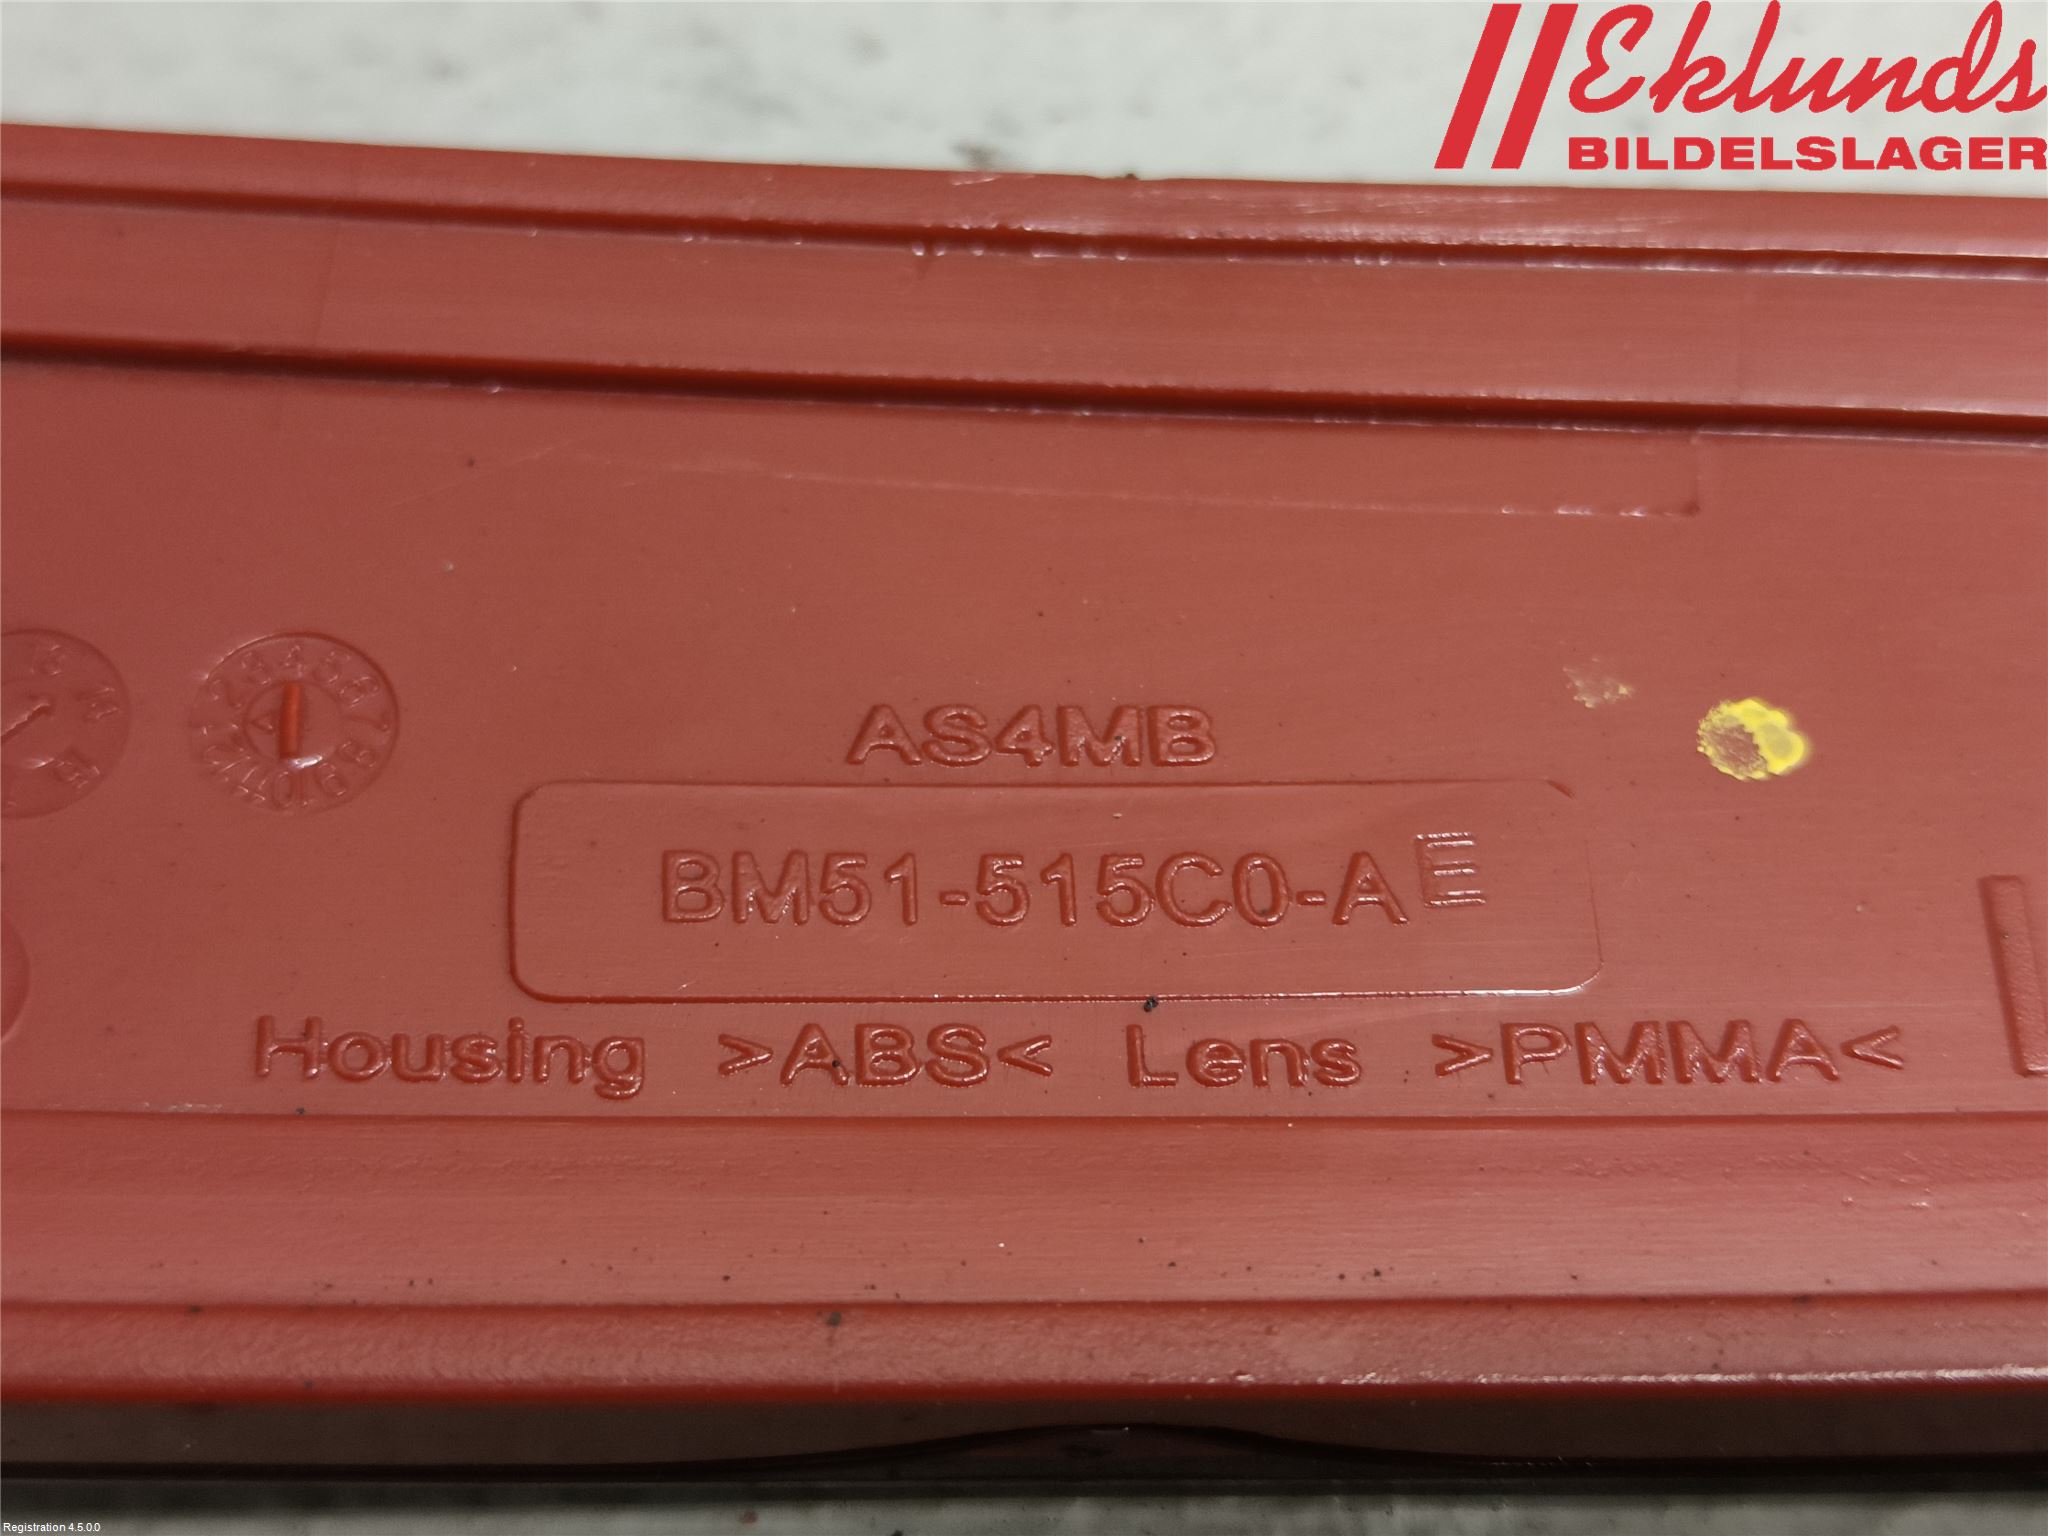 Eklunds
BILDELSLAGER
AS4MB
BM51-515C0-AE
Housing >ABS< Lens >PMMA<
Registration 4.5.0.0